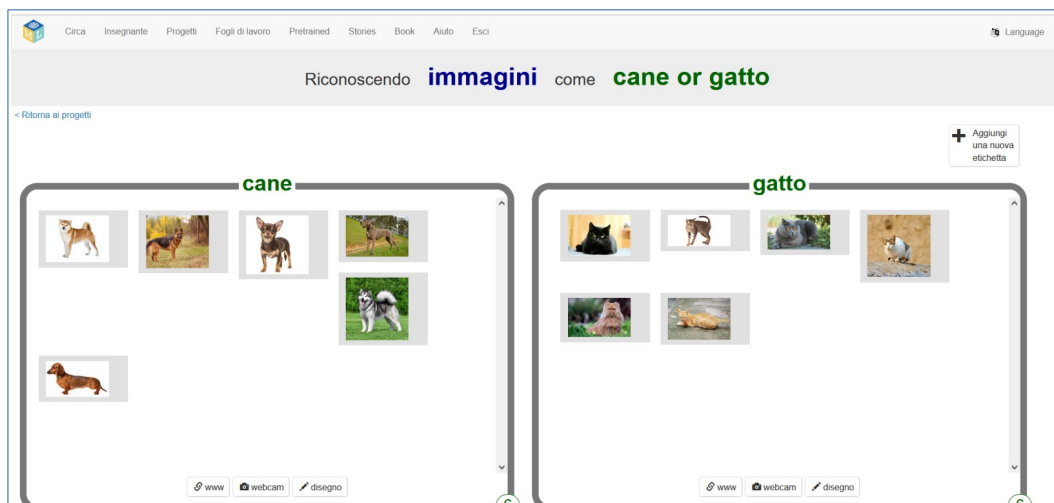 Circa Insegnante Progetti Fogli di lavoro Pretrained Stories Book Aiuto Esci Language
Riconoscendo immagini come cane or gatto
< Ritorna ai progetti
Aggiungi
una nuova
etichetta
cane
gatto
www webcam disegno
www webcam disegno